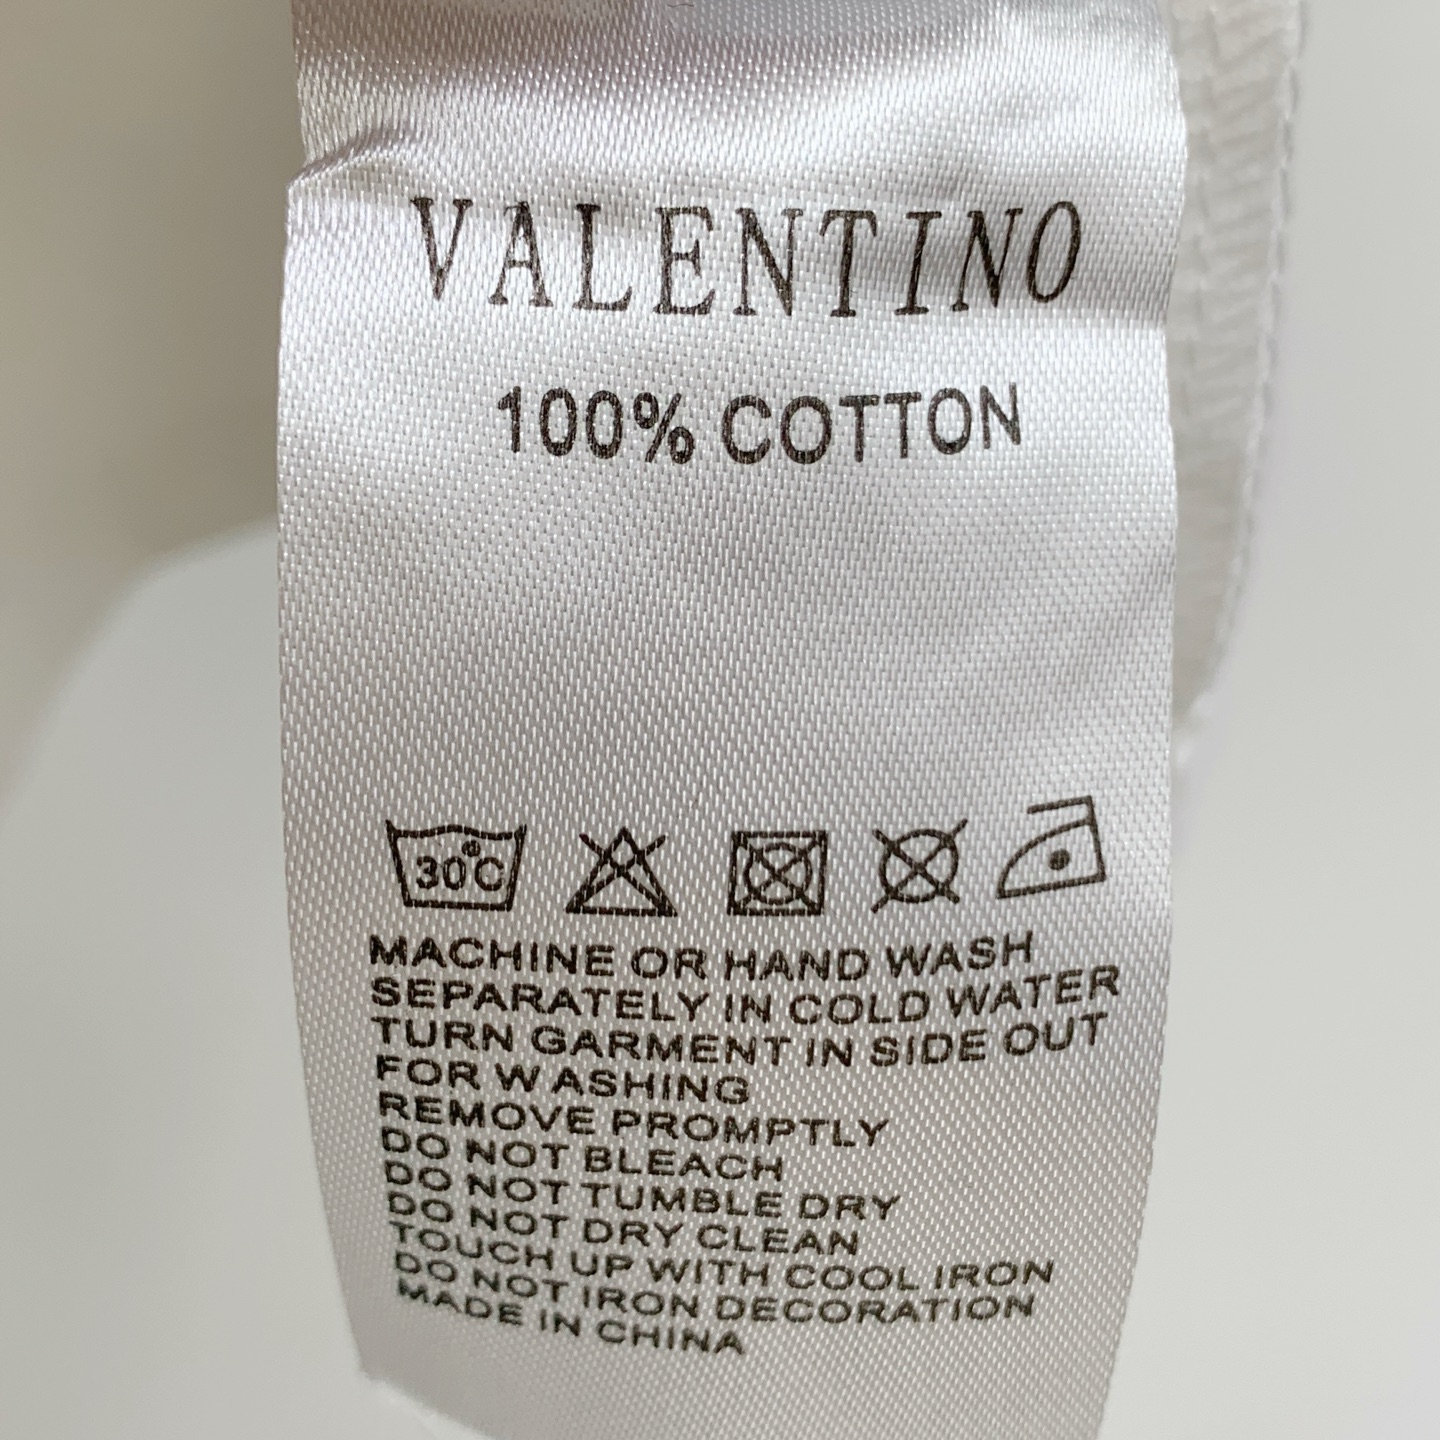 VALENTINO
100% COTTON
30°C
MACHINE OR HAND WASH
SEPARATELY IN COLD WATER
TURN GARMENT IN SIDE OUT
FOR WASHING
REMOVE PROMPTLY
DO NOT BLEACH
DO NOT TUMBLE DRY
DO NOT DRY CLEAN
TOUCH UP WITH COOL IRON
DO NOT IRON DECORATION
MADE IN CHINA